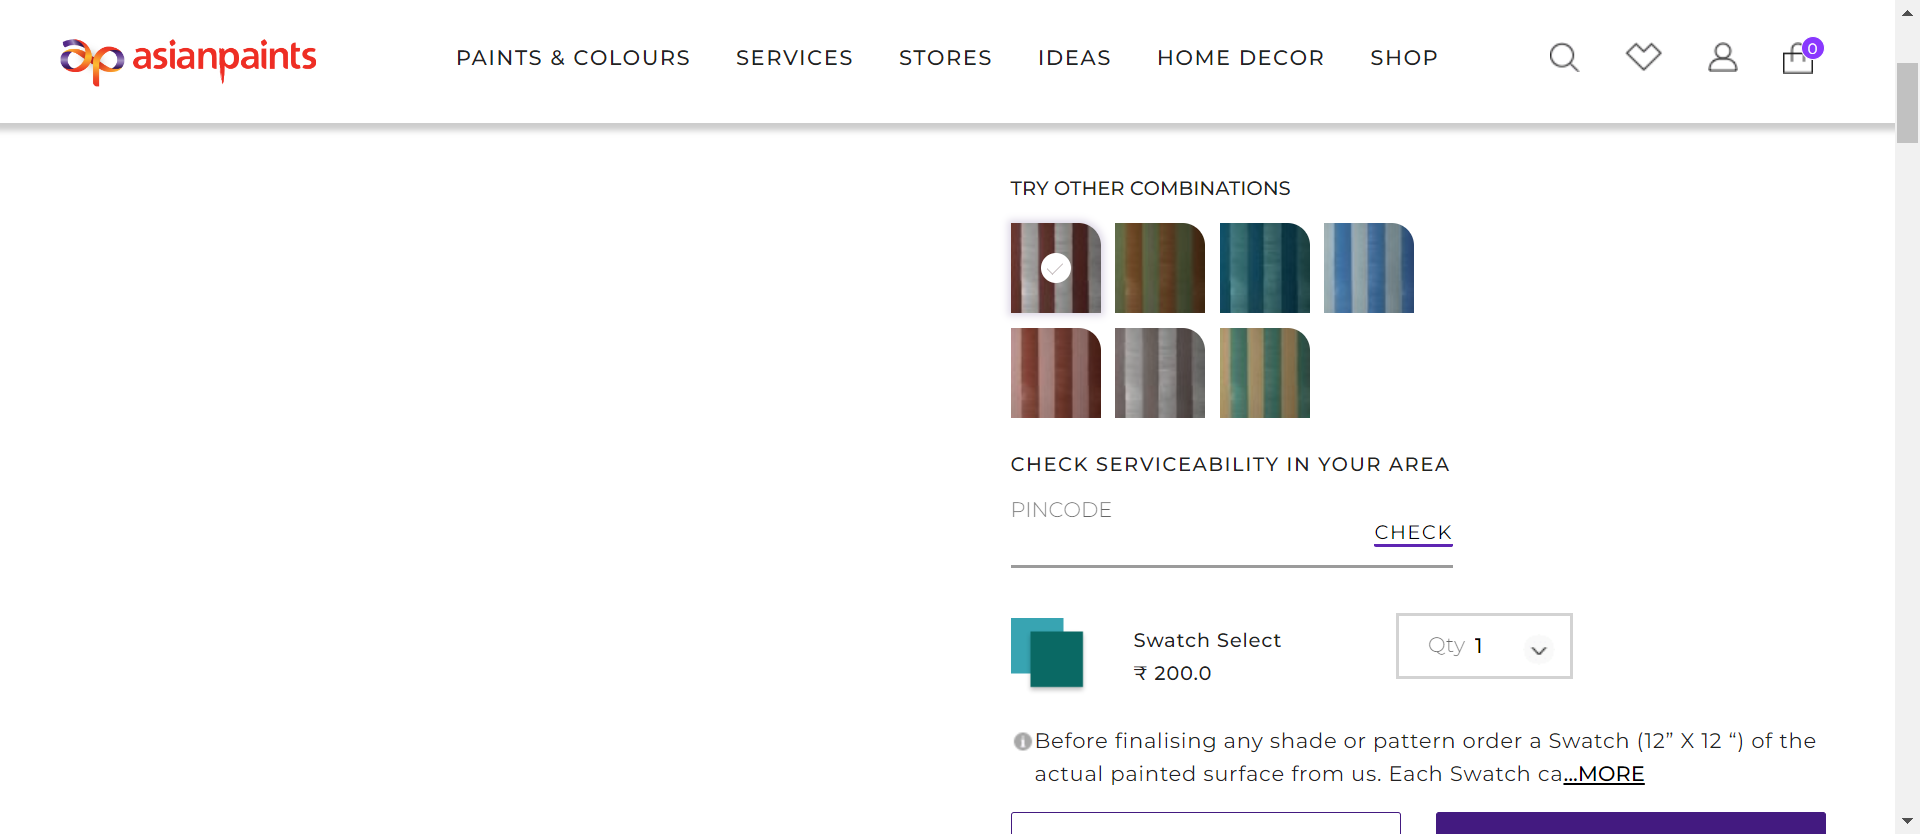 asianpaints
PAINTS & COLOURS SERVICES STORES IDEAS HOME DECOR SHOP
0
TRY OTHER COMBINATIONS
CHECK SERVICEABILITY IN YOUR AREA
PINCODE
CHECK
Swatch Select
₹ 200.0
Qty 1
Before finalising any shade or pattern order a Swatch (12” X 12 “) of the
actual painted surface from us. Each Swatch ca...MORE